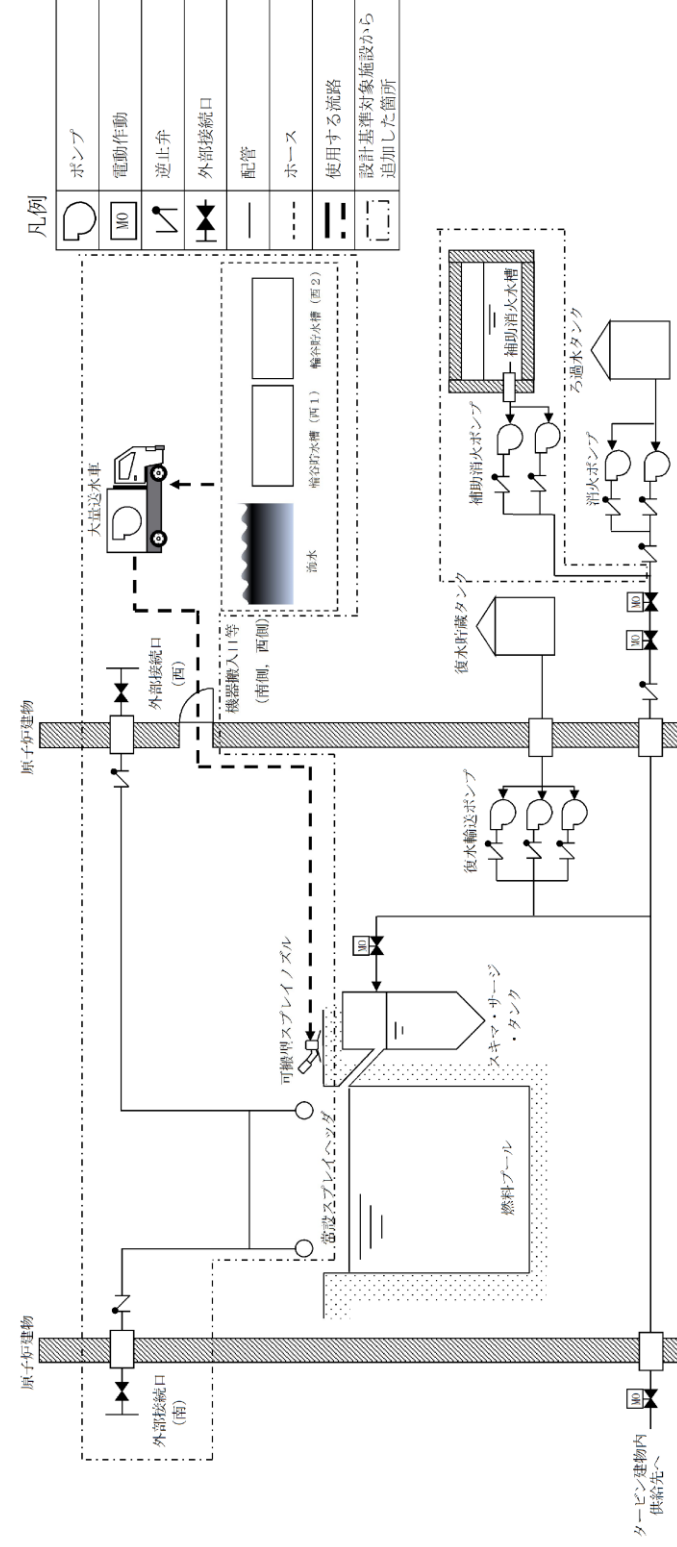 凡例
ポンプ
MO
電動作動
逆止弁
外部接続口
配管
ホース
使用する流路
設計基準対象施設から
追加した箇所
原子炉建物
原子炉建物
大量送水車
外部接続口
(西)
機器搬入口等
(南側，西側)
海水
輪谷貯水槽（西１）
輪谷貯水槽（西２）
外部接続口
(南)
常設スプレイヘッダ
可搬型スプレイノズル
燃料プール
スキマ・サージ
・タンク
MO
復水輸送ポンプ
復水貯蔵タンク
補助消火ポンプ
補助消火水槽
消火ポンプ
ろ過水タンク
MO
MO
MO
タービン建物内
供給先へ